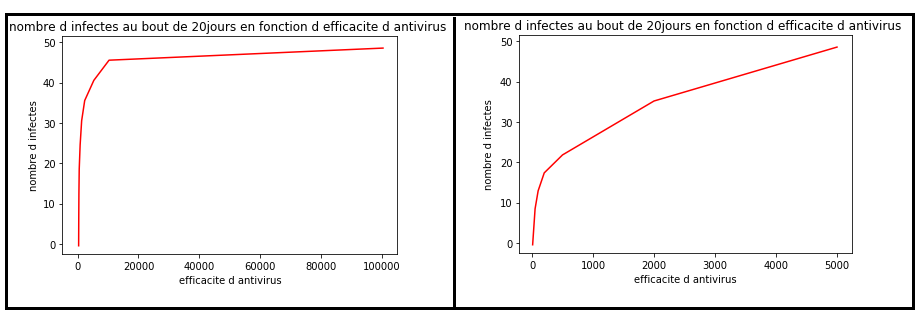 nombre d infectes au bout de 20jours en fonction d efficacite d antivirus
50
40
30
20
10
0
nombre d infectes
0 20000 40000 60000 80000 100000
efficacite d antivirus
nombre d infectes au bout de 20jours en fonction d efficacite d antivirus
50
40
30
20
10
0
nombre d infectes
0 1000 2000 3000 4000 5000
efficacite d antivirus